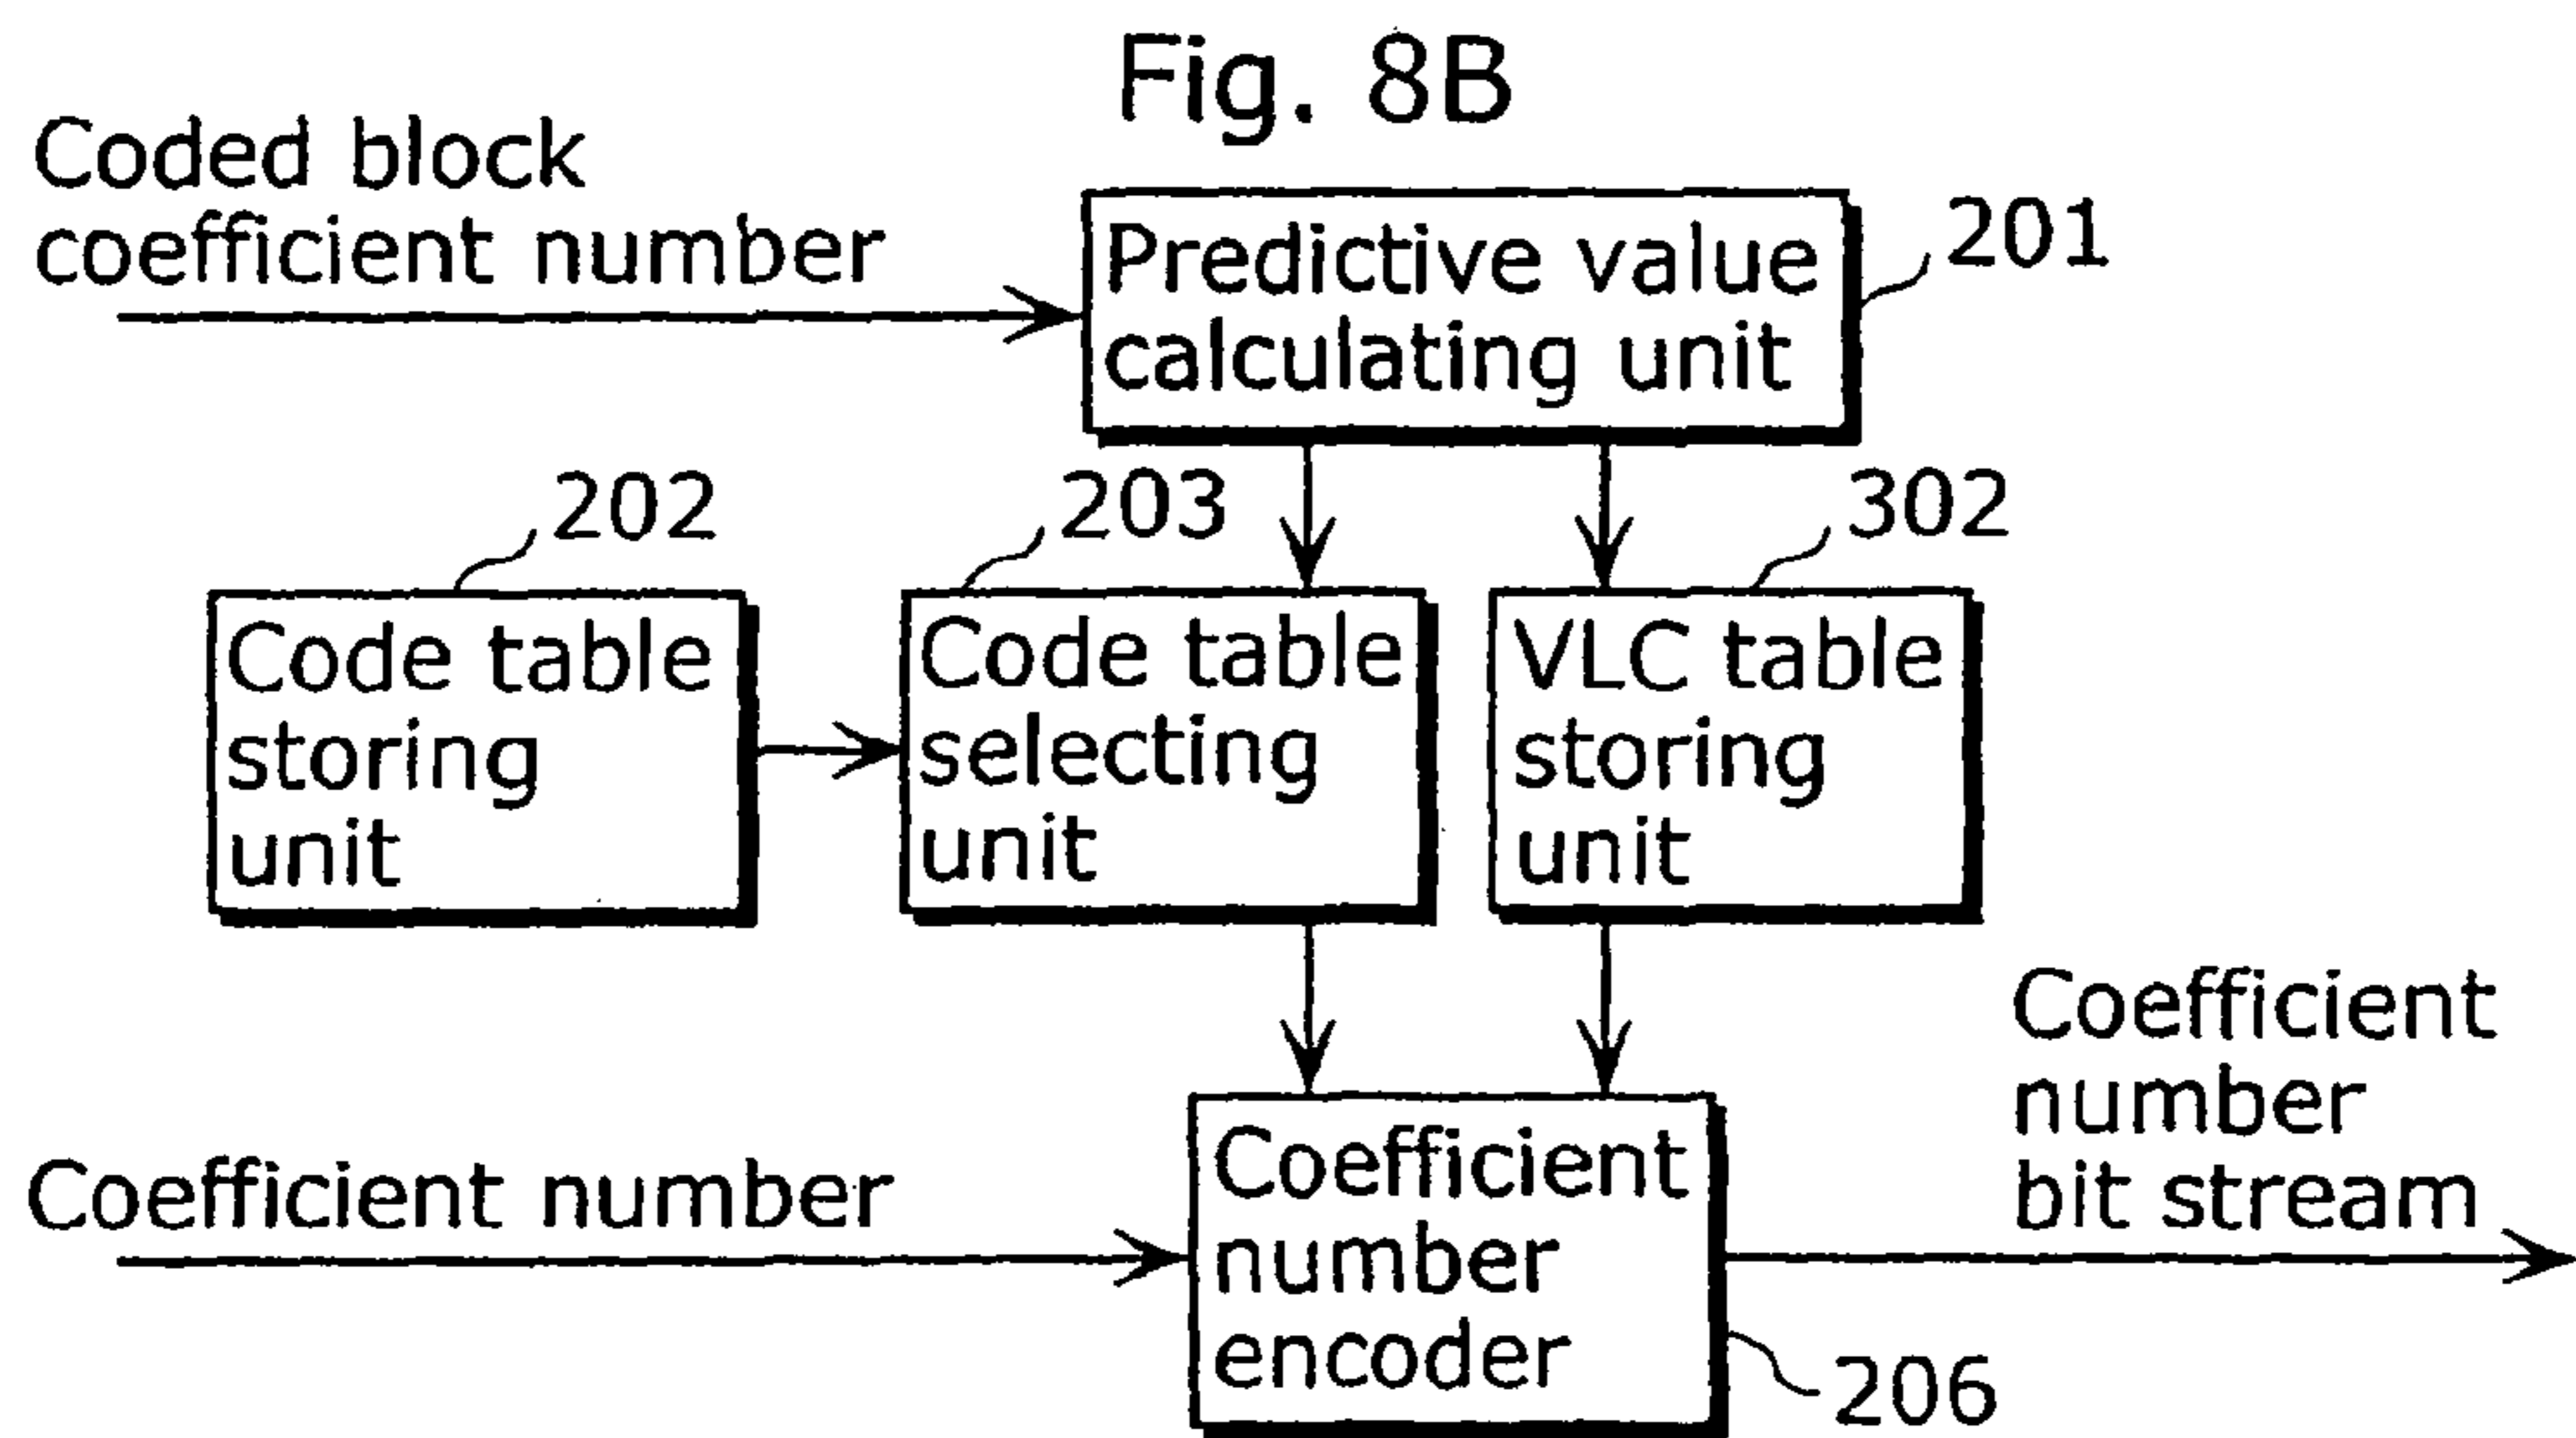 Fig. 8B
Coded block
coefficient number
Predictive value
calculating unit
201
202
203
302
Code table
storing
unit
Code table
selecting
unit
VLC table
storing
unit
Coefficient number
Coefficient
number
encoder
206
Coefficient
number
bit stream